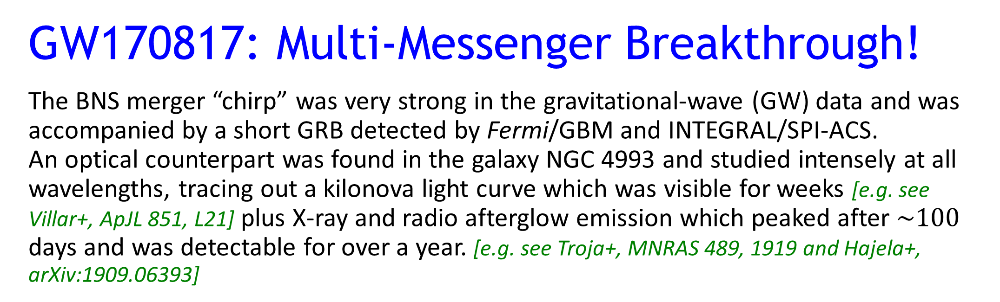 GW170817: Multi-Messenger Breakthrough!
The BNS merger “chirp” was very strong in the gravitational-wave (GW) data and was
accompanied by a short GRB detected by Fermi/GBM and INTEGRAL/SPI-ACS.
An optical counterpart was found in the galaxy NGC 4993 and studied intensely at all
wavelengths, tracing out a kilonova light curve which was visible for weeks [e.g. see
Villar+, ApJL 851, L21] plus X-ray and radio afterglow emission which peaked after ~100
days and was detectable for over a year. [e.g. see Troja+, MNRAS 489, 1919 and Hajela+,
arXiv:1909.06393]